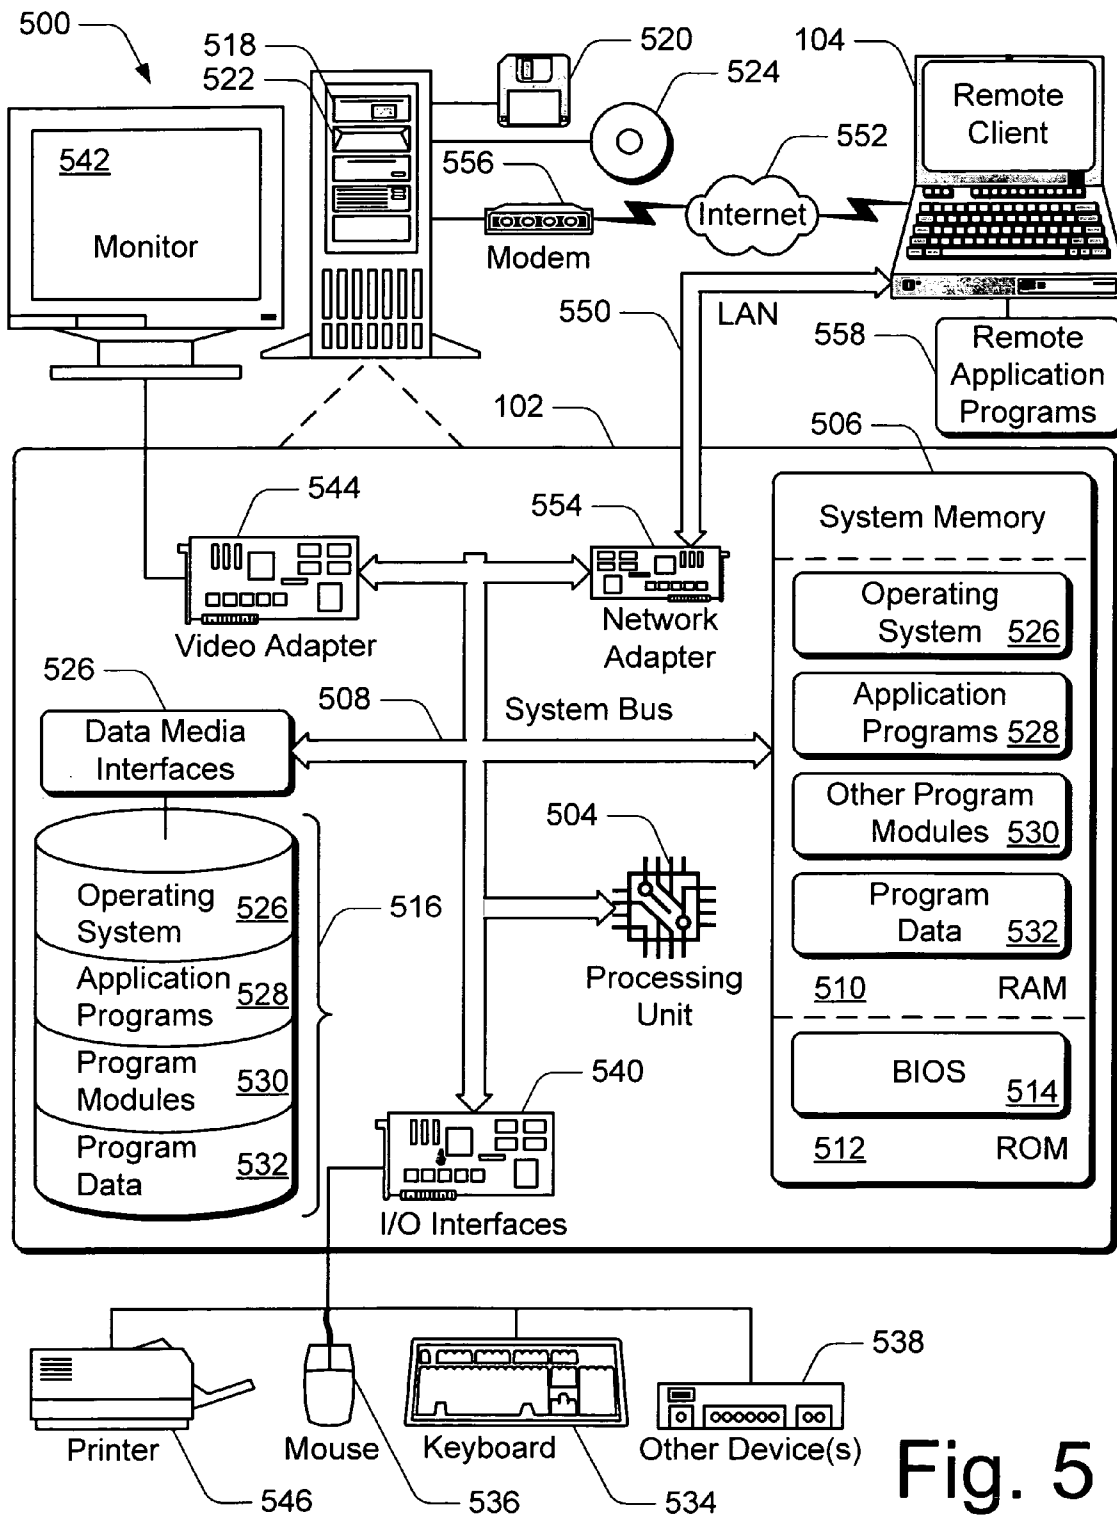 500
518
522
520
524
104
Remote
Client
542
Monitor
556
552
Internet
Modem
LAN
550
558
Remote
Application
Programs
102
506
544
554
System Memory
Video Adapter
Network
Adapter
Operating
System 526
526
508
System Bus
Application
Programs 528
Data Media
Interfaces
Other Program
Modules 530
504
Program
Data 532
Operating
System 526
516
Processing
Unit
510 RAM
Application
Programs 528
Program
Modules 530
540
BIOS 514
Program
Data 532
512 ROM
I/O Interfaces
538
Printer
Mouse
Keyboard
Other Device(s)
546
536
534
Fig. 5